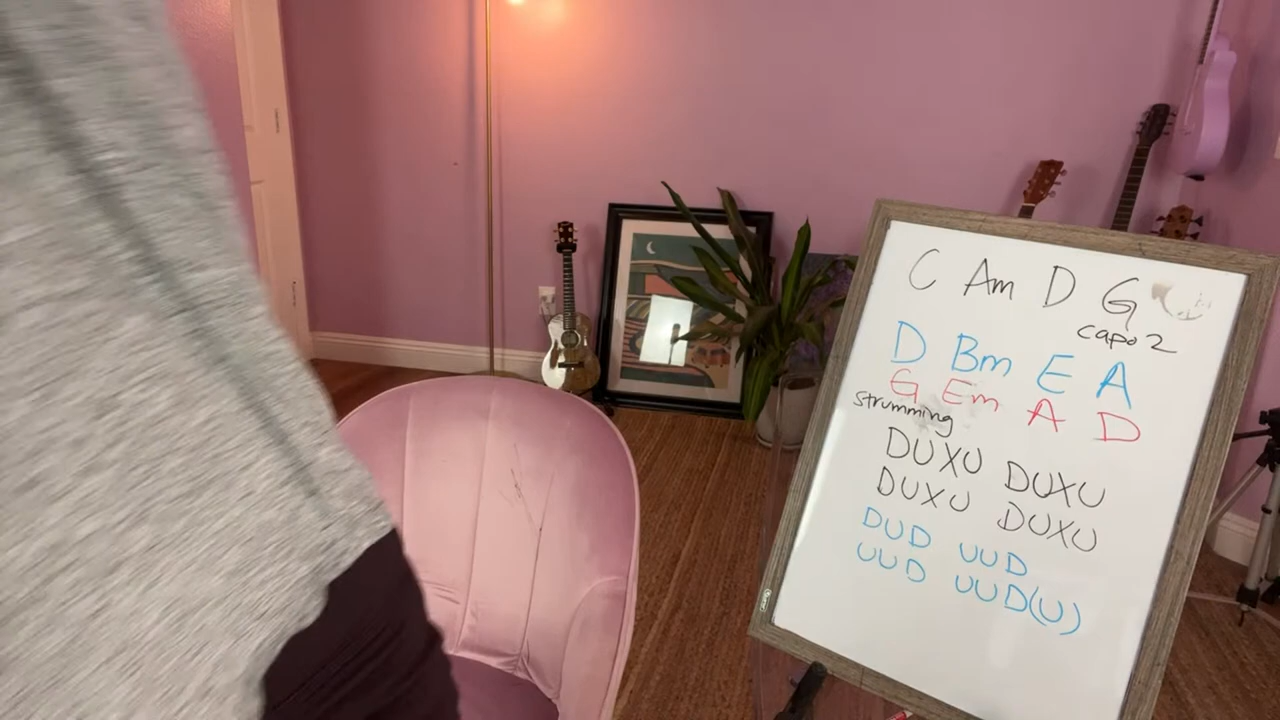 C Am D G
capo 2
D Bm E A
G Em A D
strumming
DUXU DUXU
DUXU DUXU
DUD UUD
UUD UUD(U)